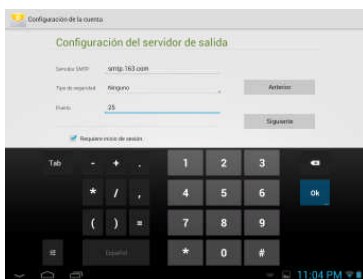 Configuración de la cuenta
Configuración del servidor de salida
Servidor SMTP smtp.163.com
Tipo de seguridad Ninguno
Anterior
Puerto 25
Siguiente
Requiere inicio de sesión.
Tab - + . 1 2 3
* / , 4 5 6 Ok
( ) = 7 8 9
Español * 0 #
11:04 PM